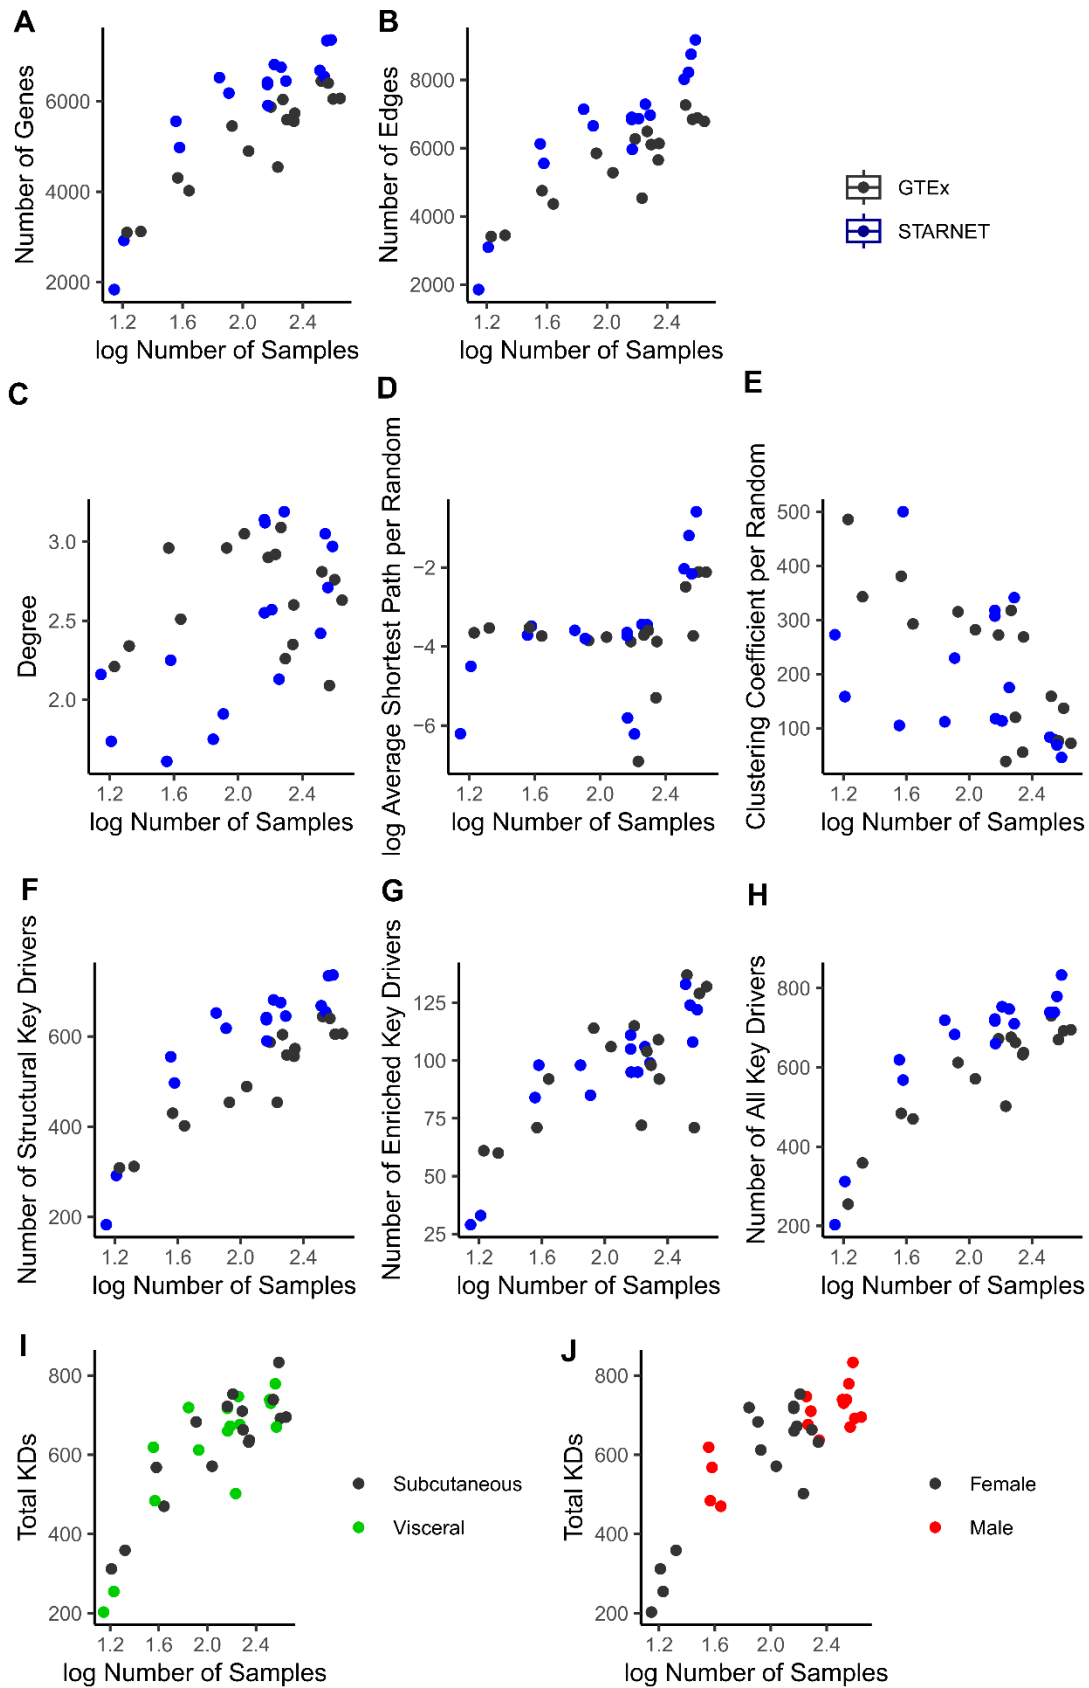 A
Number of Genes
6000
4000
2000
1.2 1.6 2.0 2.4
log Number of Samples
B
Number of Edges
8000
6000
4000
2000
1.2 1.6 2.0 2.4
log Number of Samples
GTEx
STARNET
C
Degree
3.0
2.5
2.0
1.2 1.6 2.0 2.4
log Number of Samples
D
log Average Shortest Path per Random
−2
−4
−6
1.2 1.6 2.0 2.4
log Number of Samples
E
Clustering Coefficient per Random
500
400
300
200
100
1.2 1.6 2.0 2.4
log Number of Samples
F
Number of Structural Key Drivers
600
400
200
1.2 1.6 2.0 2.4
log Number of Samples
G
Number of Enriched Key Drivers
125
100
75
50
25
1.2 1.6 2.0 2.4
log Number of Samples
H
Number of All Key Drivers
800
600
400
200
1.2 1.6 2.0 2.4
log Number of Samples
I
Total KDs
800
600
400
200
1.2 1.6 2.0 2.4
log Number of Samples
Subcutaneous
Visceral
J
Total KDs
800
600
400
200
1.2 1.6 2.0 2.4
log Number of Samples
Female
Male